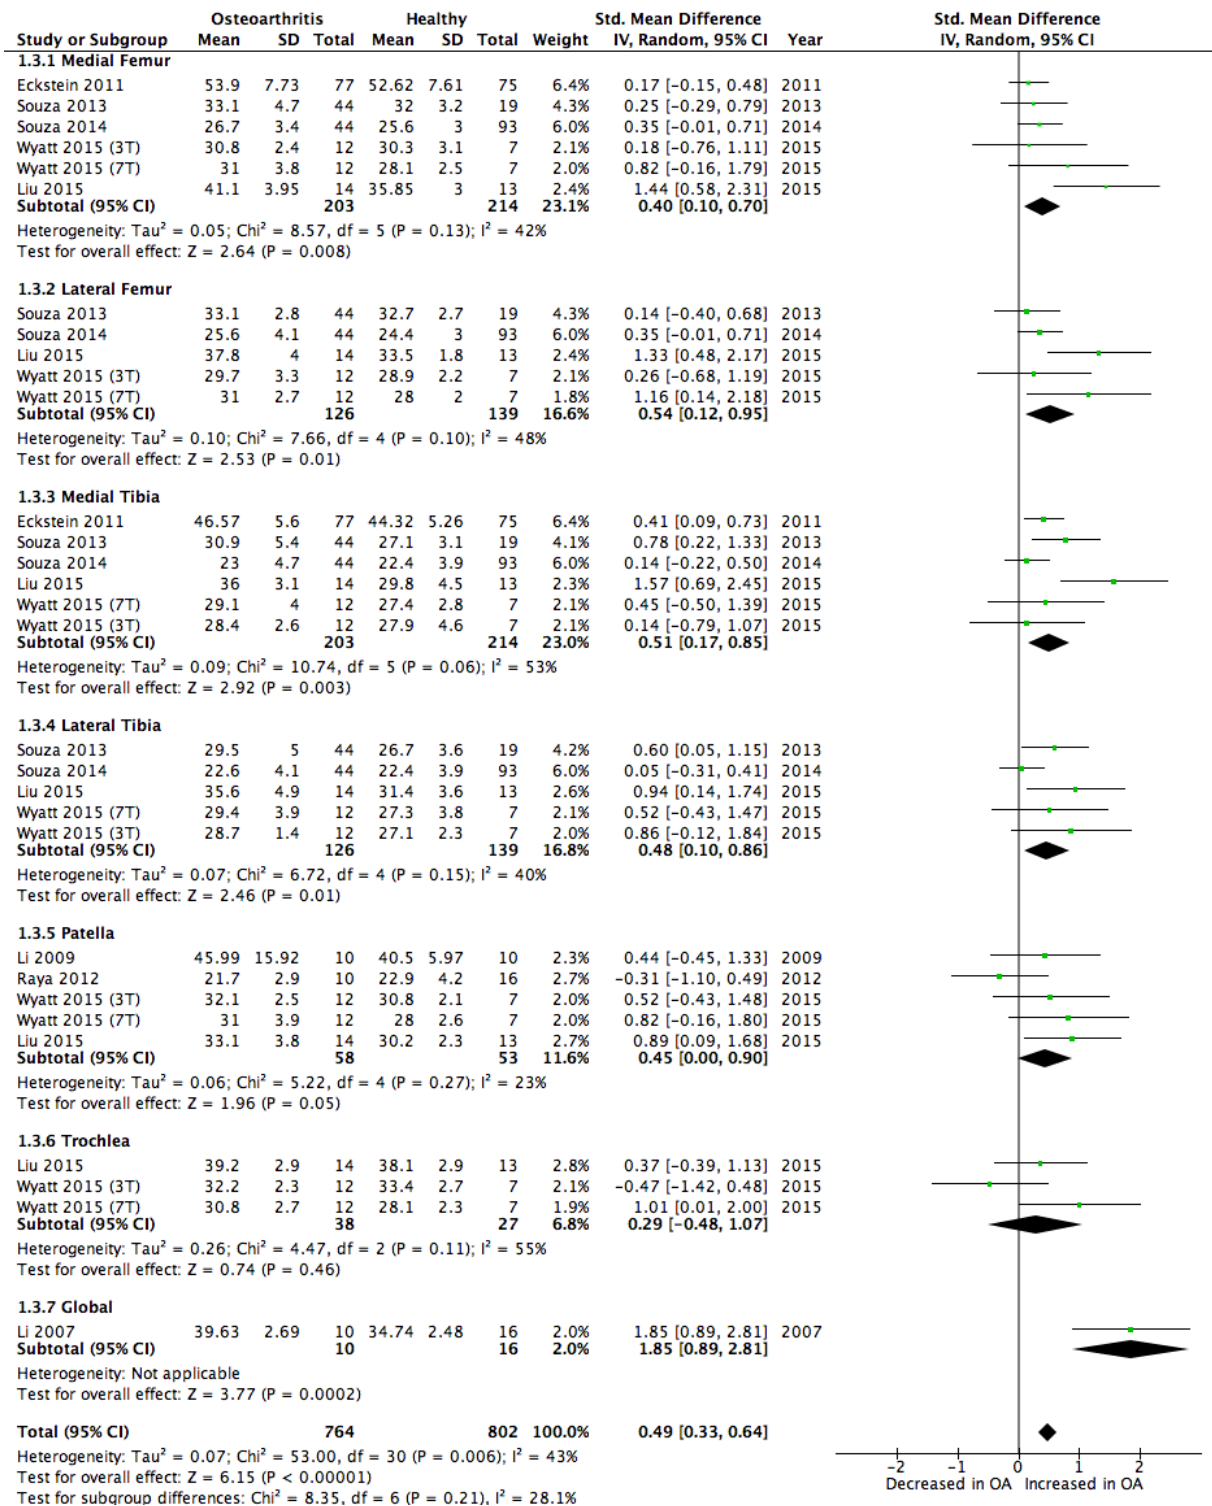 Osteoarthritis Healthy Std. Mean Difference Std. Mean Difference
Study or Subgroup Mean SD Total Mean SD Total Weight IV, Random, 95% CI Year IV, Random, 95% CI
1.3.1 Medial Femur
Eckstein 2011 53.9 7.73 77 52.62 7.61 75 6.4% 0.17 [-0.15, 0.48] 2011
Souza 2013 33.1 4.7 44 32 3.2 19 4.3% 0.25 [-0.29, 0.79] 2013
Souza 2014 26.7 3.4 44 25.6 3 93 6.0% 0.35 [-0.01, 0.71] 2014
Wyatt 2015 (3T) 30.8 2.4 12 30.3 3.1 7 2.1% 0.18 [-0.76, 1.11] 2015
Wyatt 2015 (7T) 31 3.8 12 28.1 2.5 7 2.0% 0.82 [-0.16, 1.79] 2015
Liu 2015 41.1 3.95 14 35.85 3 13 2.4% 1.44 [0.58, 2.31] 2015
Subtotal (95% CI) 203 214 23.1% 0.40 [0.10, 0.70]
Heterogeneity: Tau² = 0.05; Chi² = 8.57, df = 5 (P = 0.13); I² = 42%
Test for overall effect: Z = 2.64 (P = 0.008)
1.3.2 Lateral Femur
Souza 2013 33.1 2.8 44 32.7 2.7 19 4.3% 0.14 [-0.40, 0.68] 2013
Souza 2014 25.6 4.1 44 24.4 3 93 6.0% 0.35 [-0.01, 0.71] 2014
Liu 2015 37.8 4 14 33.5 1.8 13 2.4% 1.33 [0.48, 2.17] 2015
Wyatt 2015 (3T) 29.7 3.3 12 28.9 2.2 7 2.1% 0.26 [-0.68, 1.19] 2015
Wyatt 2015 (7T) 31 2.7 12 28 2 7 1.8% 1.16 [0.14, 2.18] 2015
Subtotal (95% CI) 126 139 16.6% 0.54 [0.12, 0.95]
Heterogeneity: Tau² = 0.10; Chi² = 7.66, df = 4 (P = 0.10); I² = 48%
Test for overall effect: Z = 2.53 (P = 0.01)
1.3.3 Medial Tibia
Eckstein 2011 46.57 5.6 77 44.32 5.26 75 6.4% 0.41 [0.09, 0.73] 2011
Souza 2013 30.9 5.4 44 27.1 3.1 19 4.1% 0.78 [0.22, 1.33] 2013
Souza 2014 23 4.7 44 22.4 3.9 93 6.0% 0.14 [-0.22, 0.50] 2014
Liu 2015 36 3.1 14 29.8 4.5 13 2.3% 1.57 [0.69, 2.45] 2015
Wyatt 2015 (7T) 29.1 4 12 27.4 2.8 7 2.1% 0.45 [-0.50, 1.39] 2015
Wyatt 2015 (3T) 28.4 2.6 12 27.9 4.6 7 2.1% 0.14 [-0.79, 1.07] 2015
Subtotal (95% CI) 203 214 23.0% 0.51 [0.17, 0.85]
Heterogeneity: Tau² = 0.09; Chi² = 10.74, df = 5 (P = 0.06); I² = 53%
Test for overall effect: Z = 2.92 (P = 0.003)
1.3.4 Lateral Tibia
Souza 2013 29.5 5 44 26.7 3.6 19 4.2% 0.60 [0.05, 1.15] 2013
Souza 2014 22.6 4.1 44 22.4 3.9 93 6.0% 0.05 [-0.31, 0.41] 2014
Liu 2015 35.6 4.9 14 31.4 3.6 13 2.7% 0.94 [0.14, 1.74] 2015
Wyatt 2015 (7T) 29.4 3.9 12 27.3 3.8 7 2.1% 0.52 [-0.43, 1.47] 2015
Wyatt 2015 (3T) 28.7 1.4 12 27.1 2.3 7 2.0% 0.86 [-0.12, 1.84] 2015
Subtotal (95% CI) 126 139 16.8% 0.48 [0.10, 0.86]
Heterogeneity: Tau² = 0.07; Chi² = 6.72, df = 4 (P = 0.15); I² = 40%
Test for overall effect: Z = 2.46 (P = 0.01)
1.3.5 Patella
Li 2009 45.99 15.92 10 40.5 5.97 10 2.3% 0.44 [-0.45, 1.33] 2009
Raya 2012 21.7 2.9 10 22.9 4.2 16 2.7% -0.31 [-1.10, 0.49] 2012
Wyatt 2015 (3T) 32.1 2.5 12 30.8 2.1 7 2.0% 0.52 [-0.43, 1.48] 2015
Wyatt 2015 (7T) 31 3.9 12 28 2.6 7 2.0% 0.82 [-0.16, 1.80] 2015
Liu 2015 33.1 3.8 14 30.2 2.3 13 2.7% 0.89 [0.09, 1.68] 2015
Subtotal (95% CI) 58 53 11.6% 0.45 [0.00, 0.90]
Heterogeneity: Tau² = 0.06; Chi² = 5.22, df = 4 (P = 0.27); I² = 23%
Test for overall effect: Z = 1.96 (P = 0.05)
1.3.6 Trochlea
Liu 2015 39.2 2.9 14 38.1 2.9 13 2.8% 0.37 [-0.39, 1.13] 2015
Wyatt 2015 (3T) 32.2 2.3 12 33.4 2.7 7 2.1% -0.47 [-1.42, 0.48] 2015
Wyatt 2015 (7T) 30.8 2.7 12 28.1 2.3 7 1.9% 1.01 [0.01, 2.00] 2015
Subtotal (95% CI) 38 27 6.8% 0.29 [-0.48, 1.07]
Heterogeneity: Tau² = 0.26; Chi² = 4.47, df = 2 (P = 0.11); I² = 55%
Test for overall effect: Z = 0.74 (P = 0.46)
1.3.7 Global
Li 2007 39.63 2.69 10 34.74 2.48 16 2.0% 1.85 [0.89, 2.81] 2007
Subtotal (95% CI) 10 16 2.0% 1.85 [0.89, 2.81]
Heterogeneity: Not applicable
Test for overall effect: Z = 3.77 (P = 0.0002)
Total (95% CI) 764 802 100.0% 0.49 [0.33, 0.64]
Heterogeneity: Tau² = 0.07; Chi² = 53.00, df = 30 (P = 0.006); I² = 43%
Test for overall effect: Z = 6.15 (P < 0.00001)
Test for subgroup differences: Chi² = 8.35, df = 6 (P = 0.21), I² = 28.1%
-2 -1 0 1 2
Decreased in OA Increased in OA